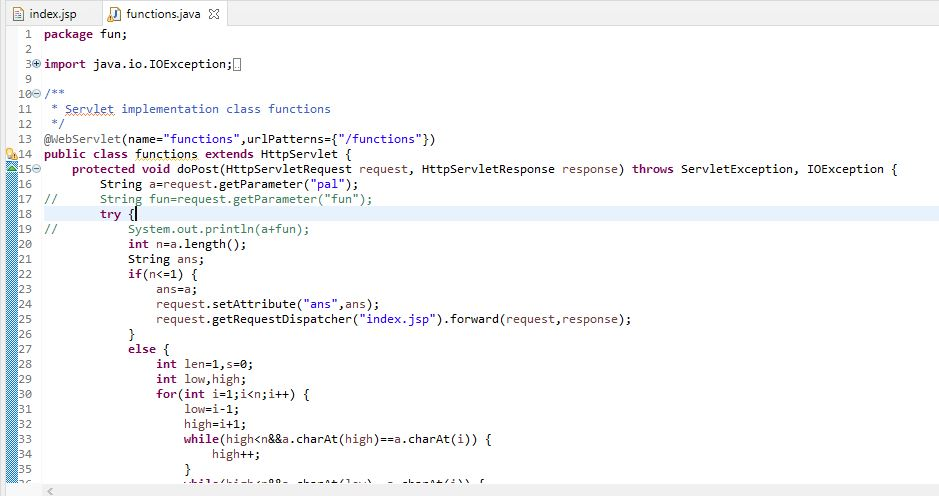 index.jsp functions.java
1 package fun;
2
3 import java.io.IOException;
9
10 /**
11 * Servlet implementation class functions
12 */
13 @WebServlet(name="functions",urlPatterns={"/functions"})
14 public class functions extends HttpServlet {
15 protected void doPost(HttpServletRequest request, HttpServletResponse response) throws ServletException, IOException {
16 String a=request.getParameter("pal");
17 // String fun=request.getParameter("fun");
18 try {
19 // System.out.println(a+fun);
20 int n=a.length();
21 String ans;
22 if(n<=1) {
23 ans=a;
24 request.setAttribute("ans",ans);
25 request.getRequestDispatcher("index.jsp").forward(request,response);
26 }
27 else {
28 int len=1,s=0;
29 int low,high;
30 for(int i=1;i<n;i++) {
31 low=i-1;
32 high=i+1;
33 while(high<n&&a.charAt(high)==a.charAt(i)) {
34 high++;
35 }